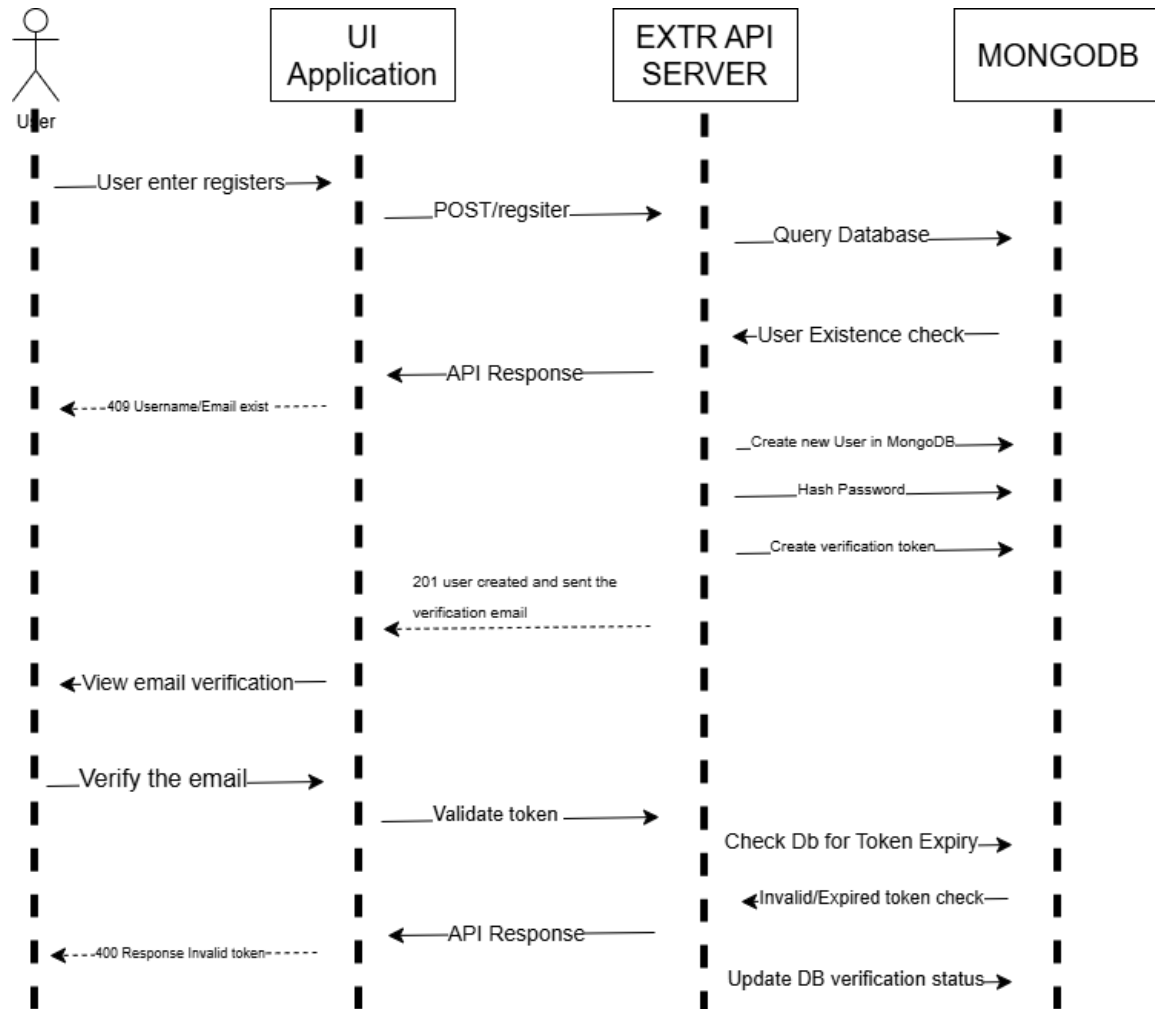 UI
Application
EXTR API
SERVER
MONGODB
User
User enter registers
POST/regsiter
Query Database
User Existence check
API Response
409 Username/Email exist
Create new User in MongoDB
Hash Password
Create verification token
201 user created and sent the
verification email
View email verification
Verify the email
Validate token
Check Db for Token Expiry
Invalid/Expired token check
API Response
400 Response Invalid token
Update DB verification status